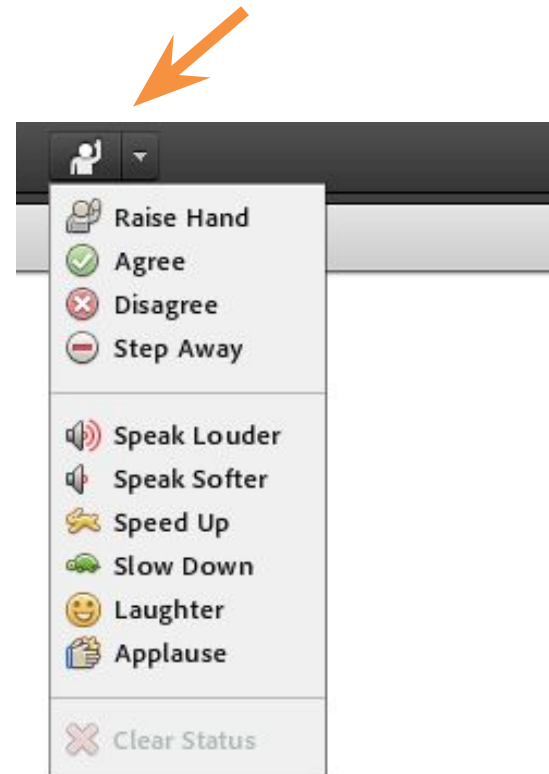 Raise Hand
Agree
Disagree
Step Away
Speak Louder
Speak Softer
Speed Up
Slow Down
Laughter
Applause
Clear Status